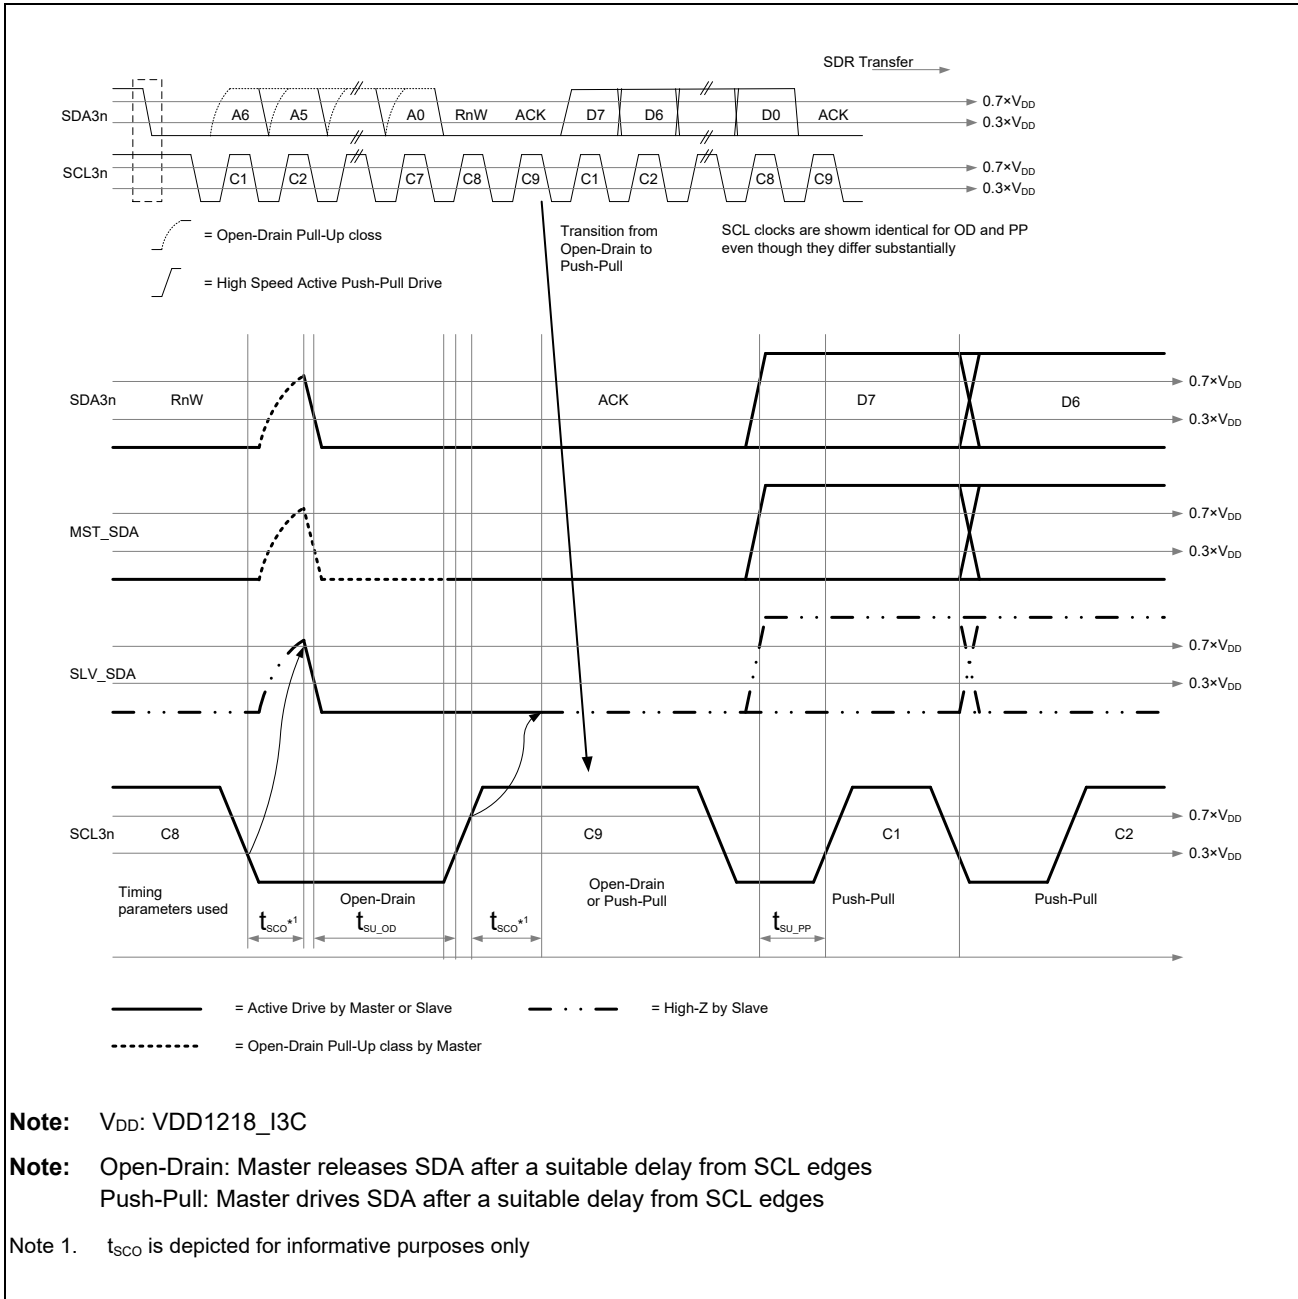 SDR Transfer
SDA3n A6 A5 A0 RnW ACK D7 D6 D0 ACK 0.7×VDD
0.3×VDD
SCL3n C1 C2 C7 C8 C9 C1 C2 C8 C9 0.7×VDD
0.3×VDD
= Open-Drain Pull-Up closs
= High Speed Active Push-Pull Drive
Transition from
Open-Drain to
Push-Pull
SCL clocks are showm identical for OD and PP
even though they differ substantially
SDA3n RnW ACK D7 D6 0.7×VDD
0.3×VDD
MST_SDA 0.7×VDD
0.3×VDD
SLV_SDA 0.7×VDD
0.3×VDD
SCL3n C8 C9 C1 C2 0.7×VDD
0.3×VDD
Timing
parameters used
Open-Drain
Open-Drain
or Push-Pull
Push-Pull
Push-Pull
tSCO*1 tSU_OD tSCO*1 tSU_PP
= Active Drive by Master or Slave
= High-Z by Slave
= Open-Drain Pull-Up class by Master
Note: VDD: VDD1218_I3C
Note: Open-Drain: Master releases SDA after a suitable delay from SCL edges
Push-Pull: Master drives SDA after a suitable delay from SCL edges
Note 1. tSCO is depicted for informative purposes only